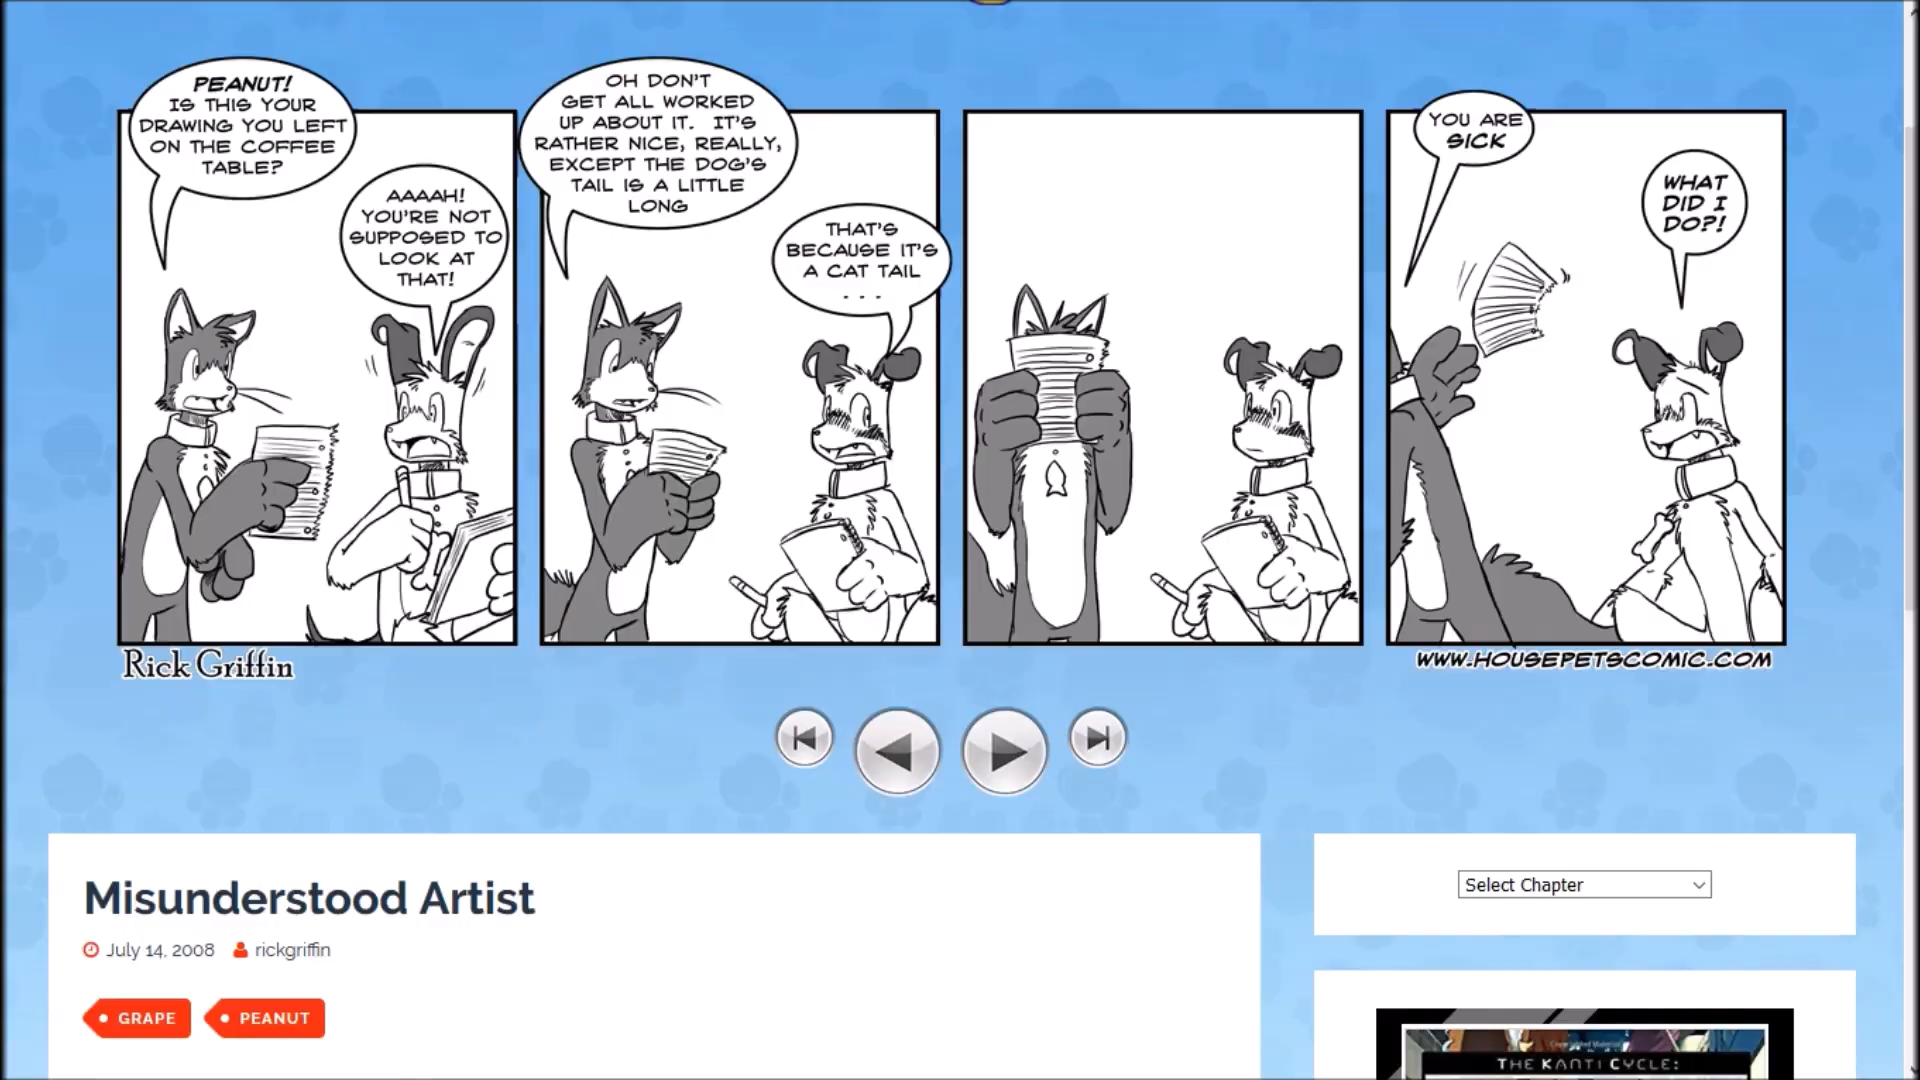 PEANUT!
IS THIS YOUR
DRAWING YOU LEFT
ON THE COFFEE
TABLE?
AAAAH!
YOU'RE NOT
SUPPOSED TO
LOOK AT
THAT!
OH DON'T
GET ALL WORKED
UP ABOUT IT. IT'S
RATHER NICE, REALLY,
EXCEPT THE DOG'S
TAIL IS A LITTLE
LONG
THAT'S
BECAUSE IT'S
A CAT TAIL
. . .
YOU ARE
SICK
WHAT
DID I
DO?!
Rick Griffin
WWW.HOUSEPETSCOMIC.COM
Misunderstood Artist
July 14, 2008 rickgriffin
GRAPE PEANUT
Select Chapter
THE KANTI CYCLE: